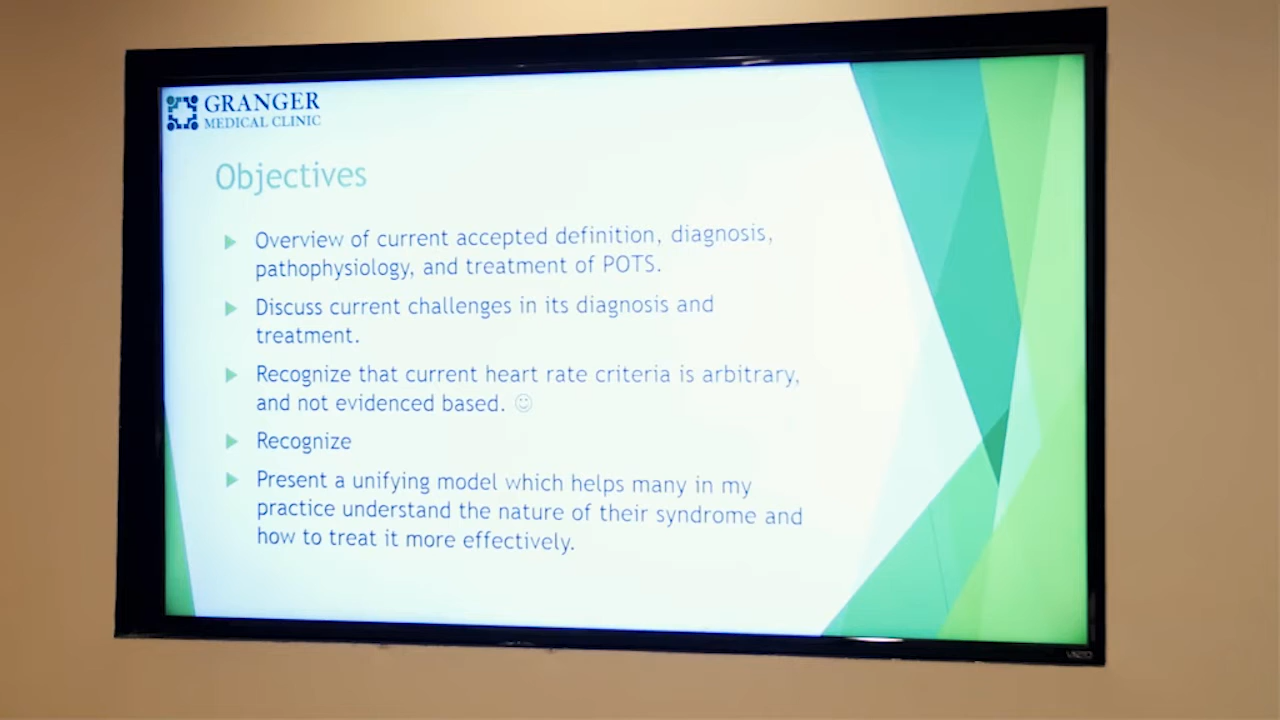 GRANGER
MEDICAL CLINIC
Objectives
Overview of current accepted definition, diagnosis,
pathophysiology, and treatment of POTS.
Discuss current challenges in its diagnosis and
treatment.
Recognize that current heart rate criteria is arbitrary,
and not evidenced based. ☺
Recognize
Present a unifying model which helps many in my
practice understand the nature of their syndrome and
how to treat it more effectively.
VIZIO